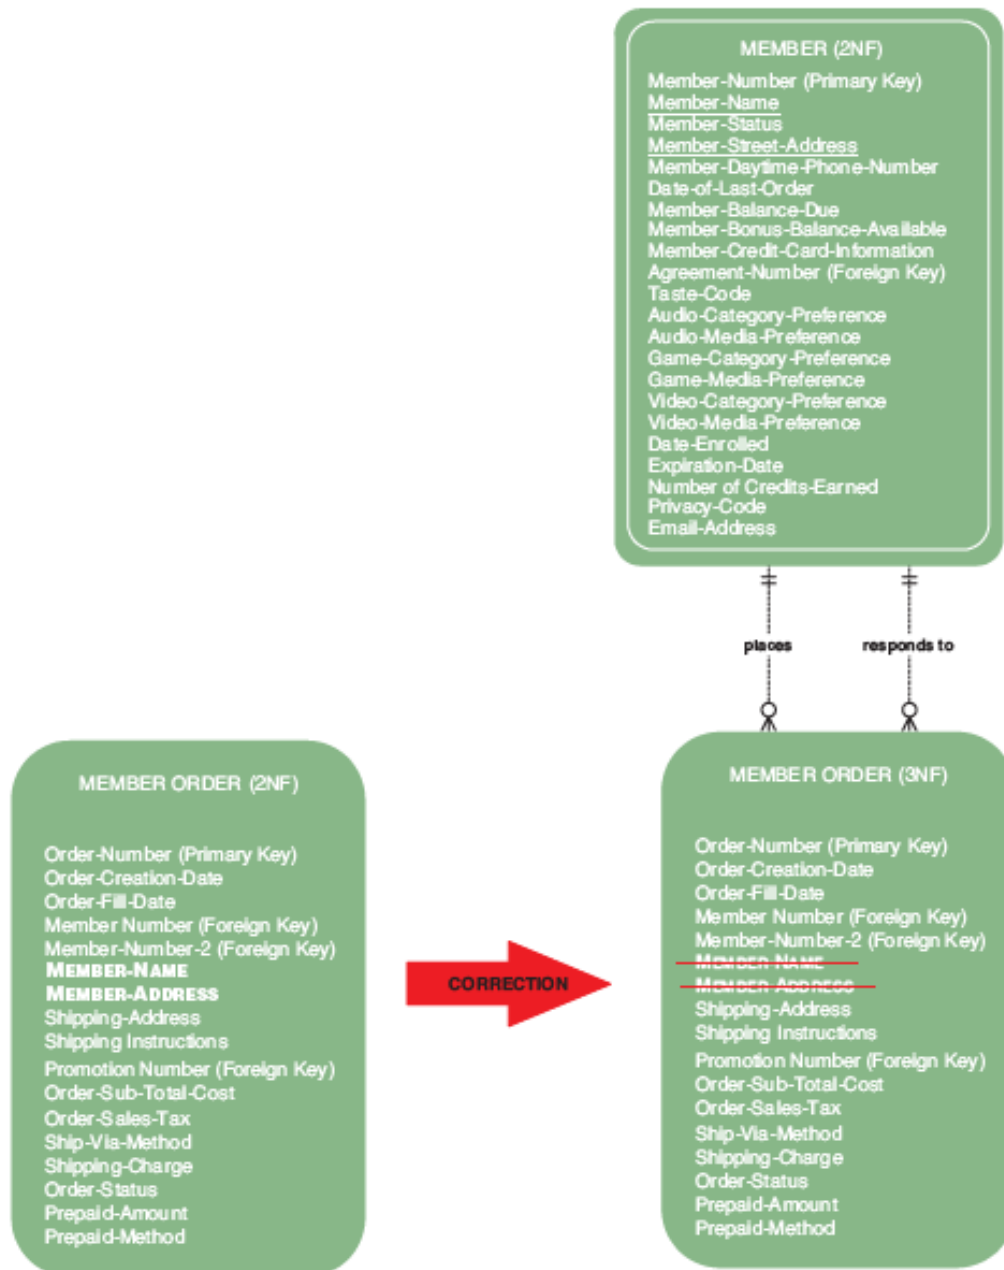 MEMBER (2NF)
Member-Number (Primary Key)
Member-Name
Member-Status
Member-Street-Address
Member-Daytime-Phone-Number
Date-of-Last-Order
Member-Balance-Due
Member-Bonus-Balance-Available
Member-Credit-Card-Information
Agreement-Number (Foreign Key)
Taste-Code
Audio-Category-Preference
Audio-Media-Preference
Game-Category-Preference
Game-Media-Preference
Video-Category-Preference
Video-Media-Preference
Date-Enrolled
Expiration-Date
Number of Credits-Earned
Privacy-Code
Email-Address
places
responds to
MEMBER ORDER (2NF)
Order-Number (Primary Key)
Order-Creation-Date
Order-Fill-Date
Member Number (Foreign Key)
Member-Number-2 (Foreign Key)
MEMBER-NAME
MEMBER-ADDRESS
Shipping-Address
Shipping Instructions
Promotion Number (Foreign Key)
Order-Sub-Total-Cost
Order-Sales-Tax
Ship-Via-Method
Shipping-Charge
Order-Status
Prepaid-Amount
Prepaid-Method
CORRECTION
MEMBER ORDER (3NF)
Order-Number (Primary Key)
Order-Creation-Date
Order-Fill-Date
Member Number (Foreign Key)
Member-Number-2 (Foreign Key)
MEMBER-NAME
MEMBER-ADDRESS
Shipping-Address
Shipping Instructions
Promotion Number (Foreign Key)
Order-Sub-Total-Cost
Order-Sales-Tax
Ship-Via-Method
Shipping-Charge
Order-Status
Prepaid-Amount
Prepaid-Method